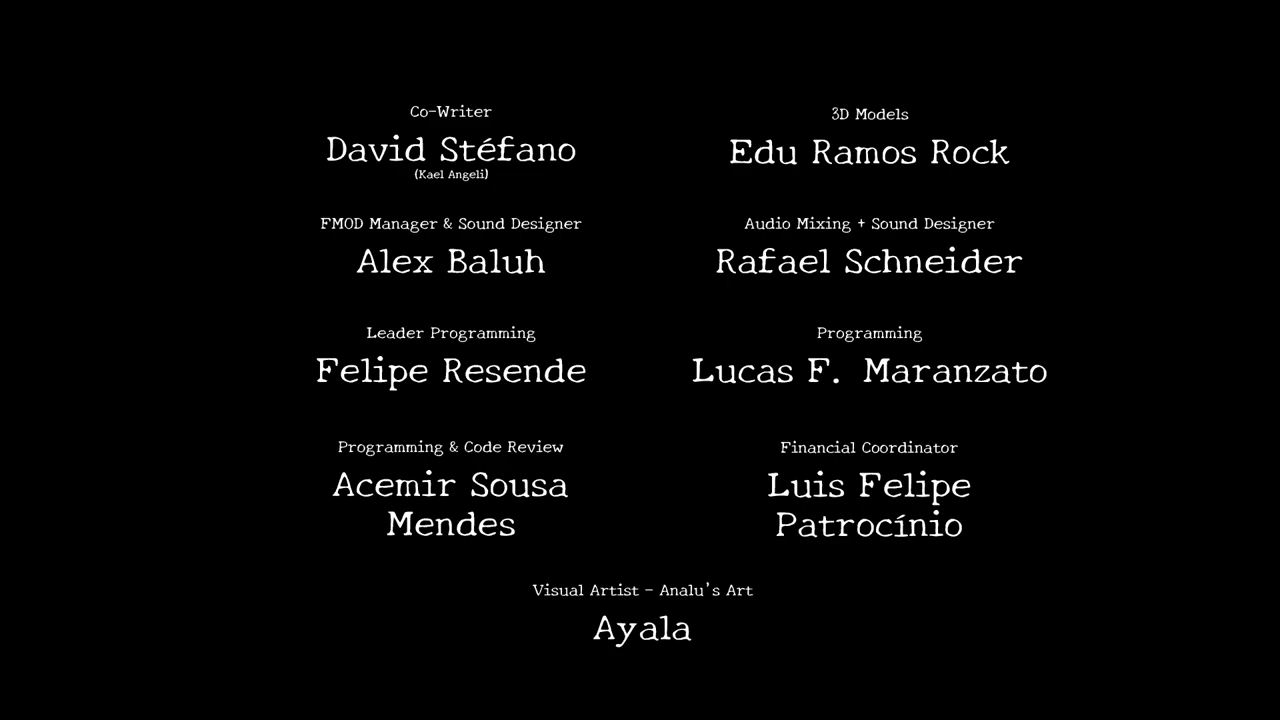 Co-Writer
David Stéfano
(Kael Angeli)
3D Models
Edu Ramos Rock
FMOD Manager & Sound Designer
Alex Baluh
Audio Mixing + Sound Designer
Rafael Schneider
Leader Programming
Felipe Resende
Programming
Lucas F. Maranzato
Programming & Code Review
Acemir Sousa
Mendes
Financial Coordinator
Luis Felipe
Patrocínio
Visual Artist - Analu's Art
Ayala